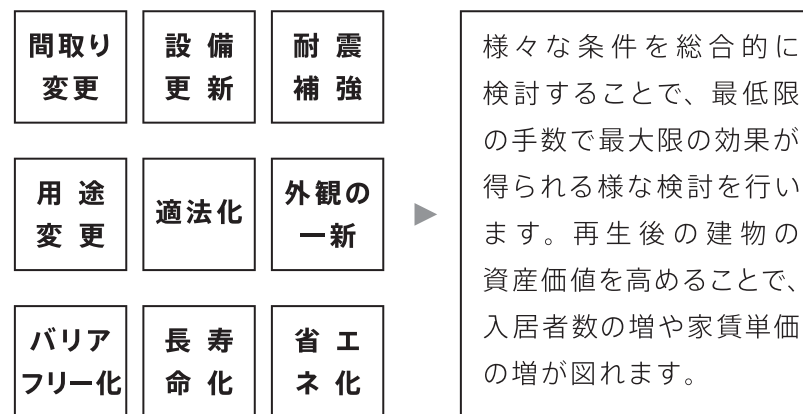 間取り
変更
設備
更新
耐震
補強
用途
変更
適法化
外観の
一新
バリア
フリー化
長寿
命化
省エ
ネ化
様々な条件を総合的に
検討することで、最低限
の手数で最大限の効果が
得られる様な検討を行い
ます。再生後の建物の
資産価値を高めることで、
入居者数の増や家賃単価
の増が図れます。